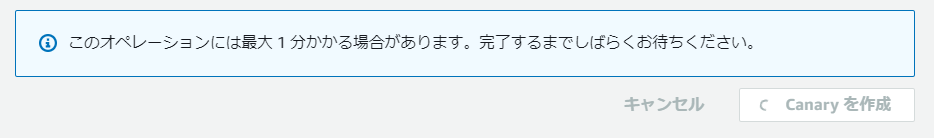 このオペレーションには最大 1 分かかる場合があります。完了するまでしばらくお待ちください。
キャンセル
Canary を作成